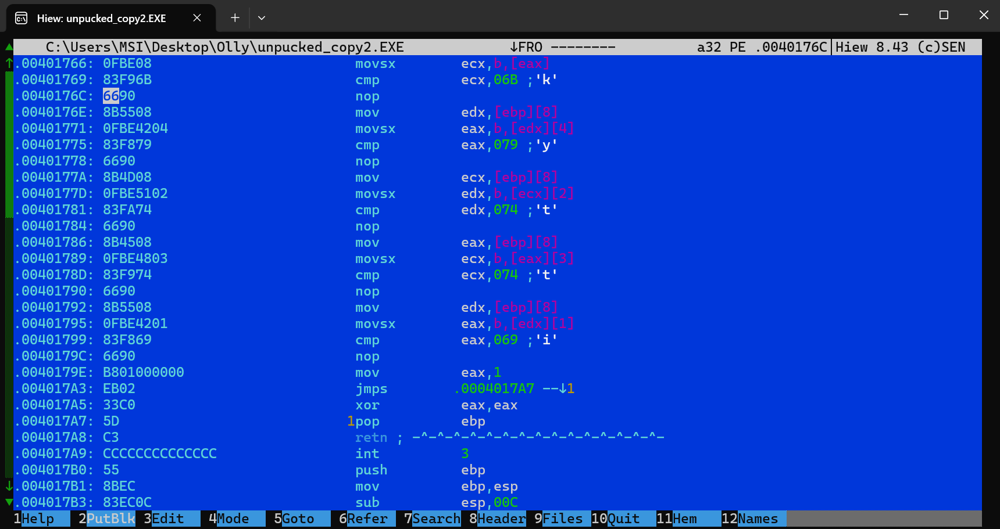 Hiew: unpucked_copy2.EXE
C:\Users\MSI\Desktop\Olly\unpucked_copy2.EXE ↓FRO -------- a32 PE .0040176C│Hiew 8.43 (c)SEN
.00401766: 0FBE08 movsx ecx,b,[eax]
.00401769: 83F96B cmp ecx,06B ;'k'
.0040176C: 6690 nop
.0040176E: 8B5508 mov edx,[ebp][8]
.00401771: 0FBE4204 movsx eax,b,[edx][4]
.00401775: 83F879 cmp eax,079 ;'y'
.00401778: 6690 nop
.0040177A: 8B4D08 mov ecx,[ebp][8]
.0040177D: 0FBE5102 movsx edx,b,[ecx][2]
.00401781: 83FA74 cmp edx,074 ;'t'
.00401784: 6690 nop
.00401786: 8B4508 mov eax,[ebp][8]
.00401789: 0FBE4803 movsx ecx,b,[eax][3]
.0040178D: 83F974 cmp ecx,074 ;'t'
.00401790: 6690 nop
.00401792: 8B5508 mov edx,[ebp][8]
.00401795: 0FBE4201 movsx eax,b,[edx][1]
.00401799: 83F869 cmp eax,069 ;'i'
.0040179C: 6690 nop
.0040179E: B801000000 mov eax,1
.004017A3: EB02 jmps .0004017A7 --↓1
.004017A5: 33C0 xor eax,eax
.004017A7: 5D 1pop ebp
.004017A8: C3 retn ; -^-^-^-^-^-^-^-^-^-^-^-^-^-^-^-
.004017A9: CCCCCCCCCCCCCC int 3
.004017B0: 55 push ebp
.004017B1: 8BEC mov ebp,esp
.004017B3: 83EC0C sub esp,00C
1Help 2PutBlk 3Edit 4Mode 5Goto 6Refer 7Search 8Header 9Files 10Quit 11Hem 12Names